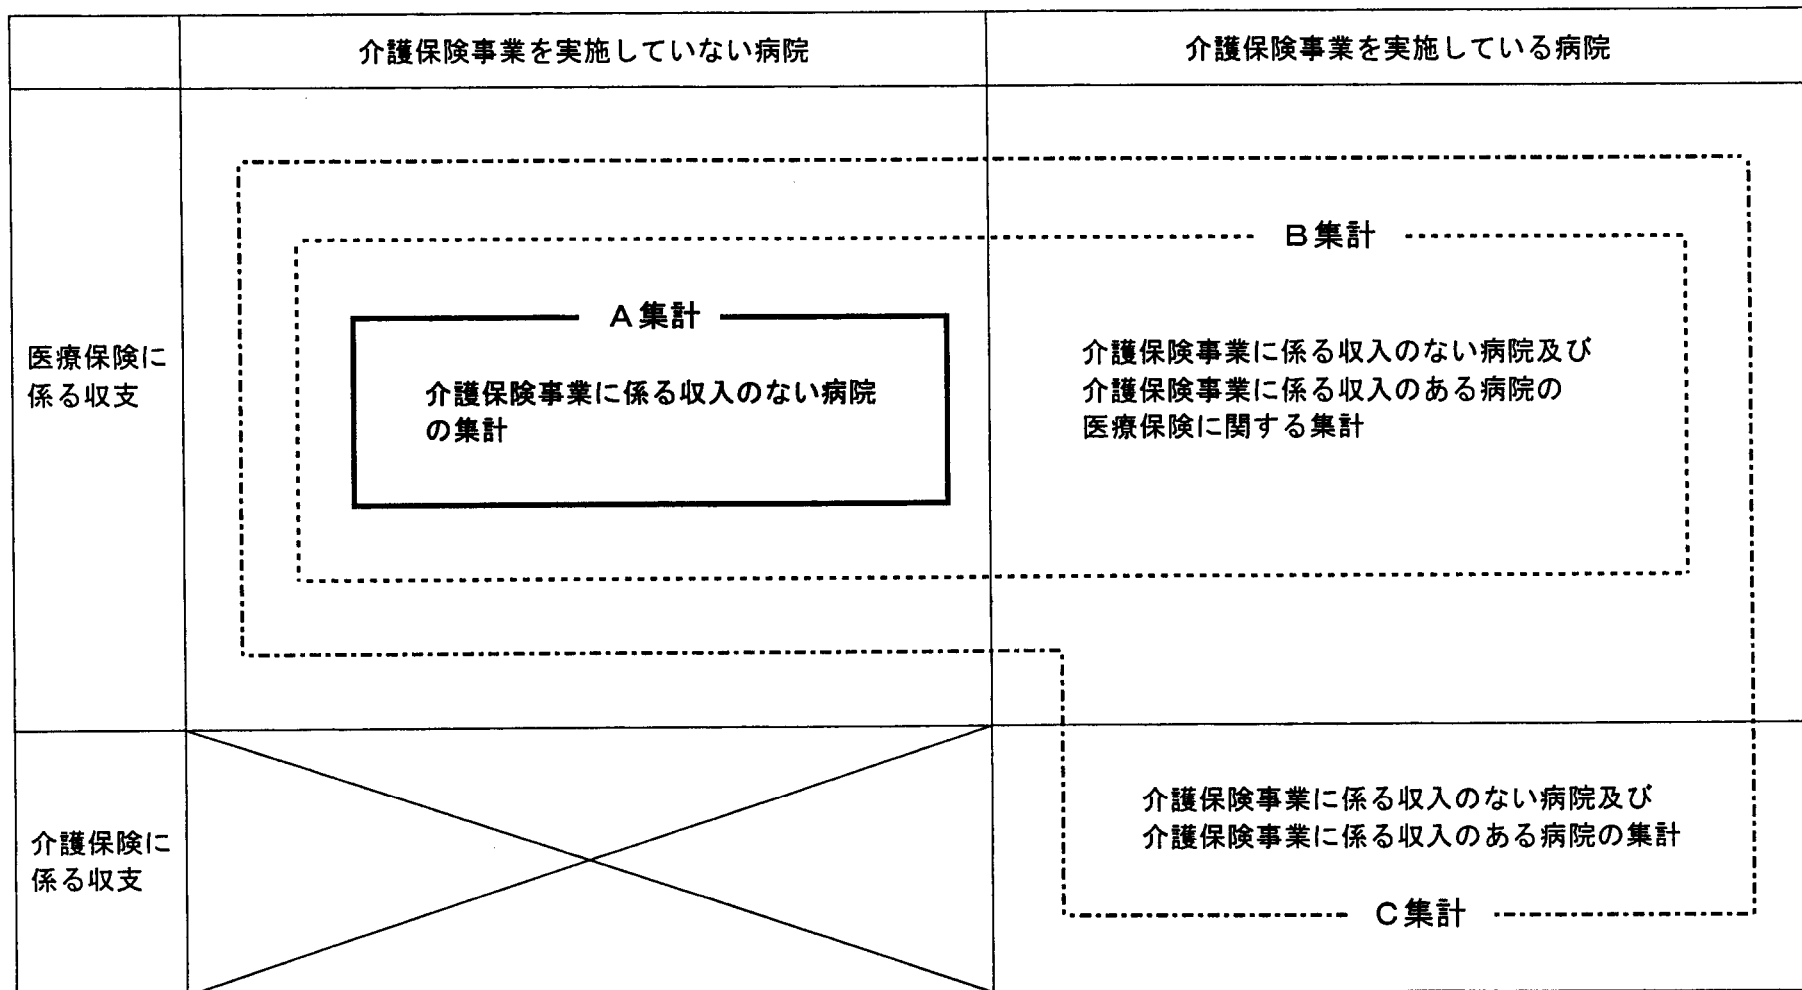 介護保険事業を実施していない病院
介護保険事業を実施している病院
医療保険に
係る収支
B集計
A集計
介護保険事業に係る収入のない病院
の集計
介護保険事業に係る収入のない病院及び
介護保険事業に係る収入のある病院の
医療保険に関する集計
介護保険に
係る収支
介護保険事業に係る収入のない病院及び
介護保険事業に係る収入のある病院の集計
C集計